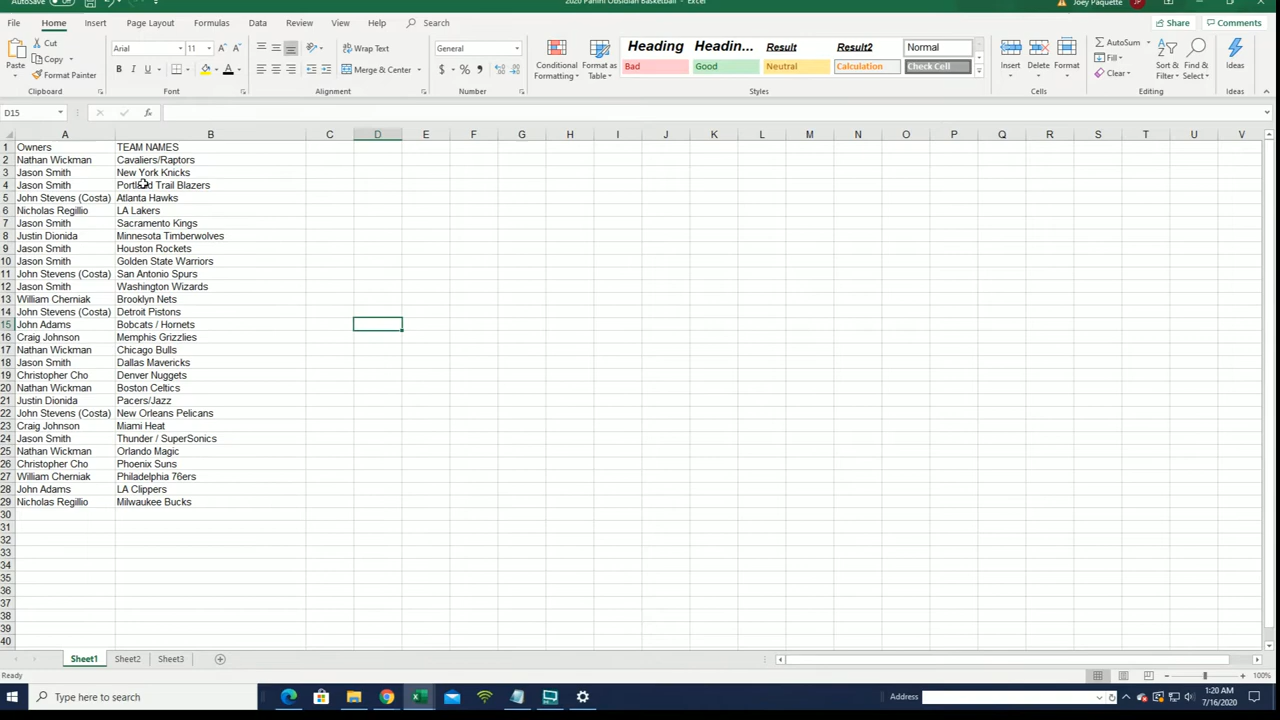 AutoSave Off 2020 Panini Obsidian Basketball - Excel Joey Paquette JP
File Home Insert Page Layout Formulas Data Review View Help Search Share Comments
Cut
Copy
Format Painter
Paste
Clipboard
Arial 11
B I U
Font
Wrap Text
Merge & Center
Alignment
General
$ % ,
Number
Conditional Formatting
Format as Table
Heading Headin... Result Result2 Normal
Bad Good Neutral Calculation Check Cell
Styles
Insert Delete Format
Cells
AutoSum
Fill
Clear
Sort & Filter
Find & Select
Editing
Ideas
Ideas
D15 fx
A B C D E F G H I J K L M N O P Q R S T U V
1 Owners TEAM NAMES
2 Nathan Wickman Cavaliers/Raptors
3 Jason Smith New York Knicks
4 Jason Smith Portland Trail Blazers
5 John Stevens (Costa) Atlanta Hawks
6 Nicholas Regillio LA Lakers
7 Jason Smith Sacramento Kings
8 Justin Dionida Minnesota Timberwolves
9 Jason Smith Houston Rockets
10 Jason Smith Golden State Warriors
11 John Stevens (Costa) San Antonio Spurs
12 Jason Smith Washington Wizards
13 William Cherniak Brooklyn Nets
14 John Stevens (Costa) Detroit Pistons
15 John Adams Bobcats / Hornets
16 Craig Johnson Memphis Grizzlies
17 Nathan Wickman Chicago Bulls
18 Jason Smith Dallas Mavericks
19 Christopher Cho Denver Nuggets
20 Nathan Wickman Boston Celtics
21 Justin Dionida Pacers/Jazz
22 John Stevens (Costa) New Orleans Pelicans
23 Craig Johnson Miami Heat
24 Jason Smith Thunder / SuperSonics
25 Nathan Wickman Orlando Magic
26 Christopher Cho Phoenix Suns
27 William Cherniak Philadelphia 76ers
28 John Adams LA Clippers
29 Nicholas Regillio Milwaukee Bucks
30
31
32
33
34
35
36
37
38
39
40
Sheet1 Sheet2 Sheet3
Ready 100%
Type here to search Address 1:20 AM
7/16/2020